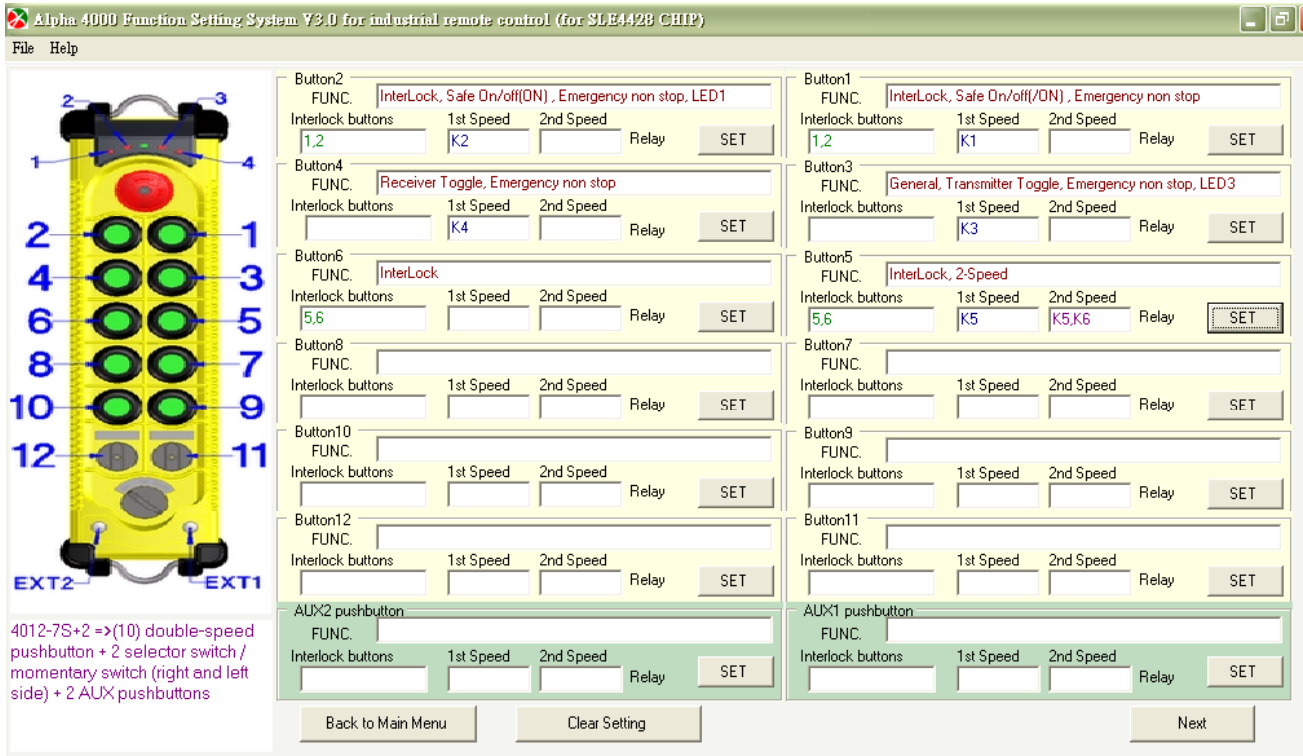 Alpha 4000 Function Setting System V3.0 for industrial remote control (for SLE4428 CHIP)
File Help
2 3
1 4
2 1
4 3
6 5
8 7
10 9
12 11
EXT2 EXT1
4012-7S+2 =>(10) double-speed
pushbutton + 2 selector switch /
momentary switch (right and left
side) + 2 AUX pushbuttons
Button2
FUNC. InterLock, Safe On/off(ON) , Emergency non stop, LED1
Interlock buttons 1st Speed 2nd Speed
1,2 K2 Relay SET
Button1
FUNC. InterLock, Safe On/off(/ON) , Emergency non stop
Interlock buttons 1st Speed 2nd Speed
1,2 K1 Relay SET
Button4
FUNC. Receiver Toggle, Emergency non stop
Interlock buttons 1st Speed 2nd Speed
K4 Relay SET
Button3
FUNC. General, Transmitter Toggle, Emergency non stop, LED3
Interlock buttons 1st Speed 2nd Speed
K3 Relay SET
Button6
FUNC. InterLock
Interlock buttons 1st Speed 2nd Speed
5,6 Relay SET
Button5
FUNC. InterLock, 2-Speed
Interlock buttons 1st Speed 2nd Speed
5,6 K5 K5,K6 Relay SET
Button8
FUNC.
Interlock buttons 1st Speed 2nd Speed
Relay SET
Button7
FUNC.
Interlock buttons 1st Speed 2nd Speed
Relay SET
Button10
FUNC.
Interlock buttons 1st Speed 2nd Speed
Relay SET
Button9
FUNC.
Interlock buttons 1st Speed 2nd Speed
Relay SET
Button12
FUNC.
Interlock buttons 1st Speed 2nd Speed
Relay SET
Button11
FUNC.
Interlock buttons 1st Speed 2nd Speed
Relay SET
AUX2 pushbutton
FUNC.
Interlock buttons 1st Speed 2nd Speed
Relay SET
AUX1 pushbutton
FUNC.
Interlock buttons 1st Speed 2nd Speed
Relay SET
Back to Main Menu Clear Setting Next